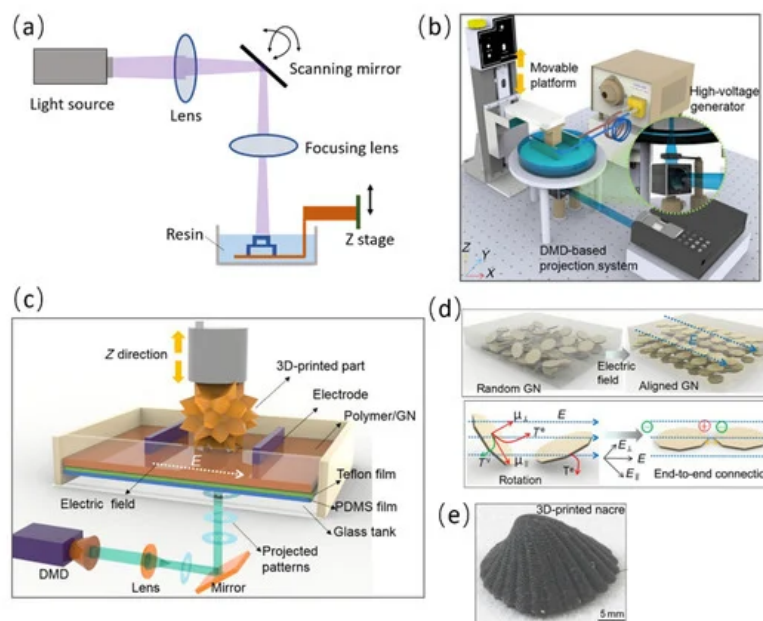 (a)
Light source
Lens
Scanning mirror
Focusing lens
Resin
Z stage
(b)
Movable
platform
High-voltage
generator
DMD-based
projection system
Z
Y
X
(c)
Z direction
3D-printed part
Electrode
Polymer/GN
E
Teflon film
PDMS film
Glass tank
Electric field
Projected
patterns
DMD
Lens
Mirror
(d)
E
Random GN
Electric
field
Aligned GN
μ⊥
E
T*
T*
μ∥
T*
Rotation
E⊥
E
E∥
End-to-end connectio
(e)
3D-printed nacre
5 mm